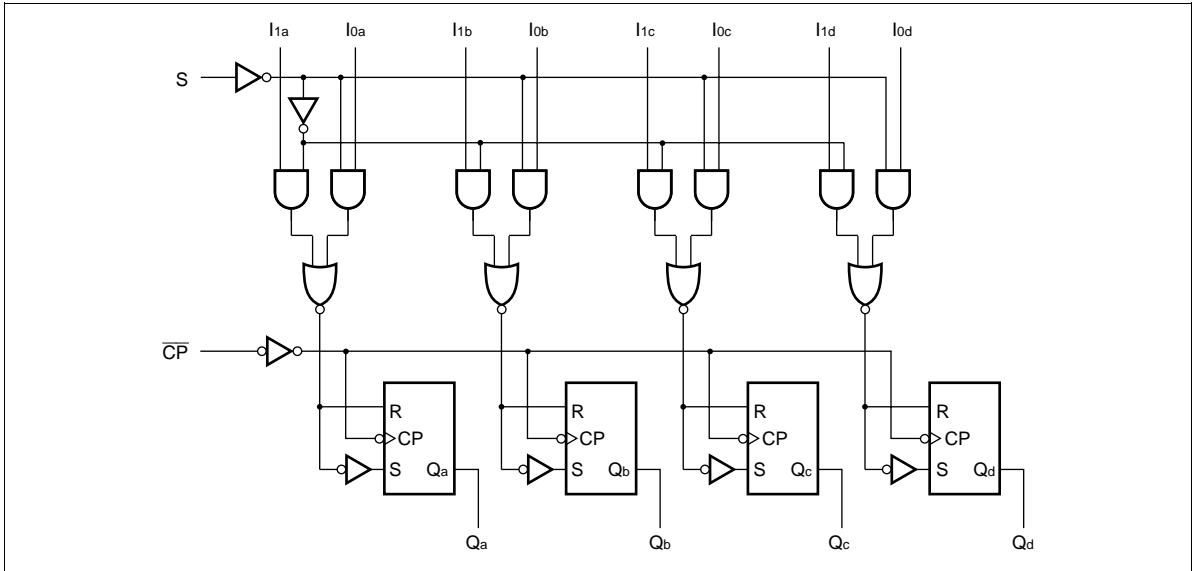 I1a I0a I1b I0b I1c I0c I1d I0d
S
CP
R R R R
CP CP CP CP
S Qa S Qb S Qc S Qd
Qa Qb Qc Qd